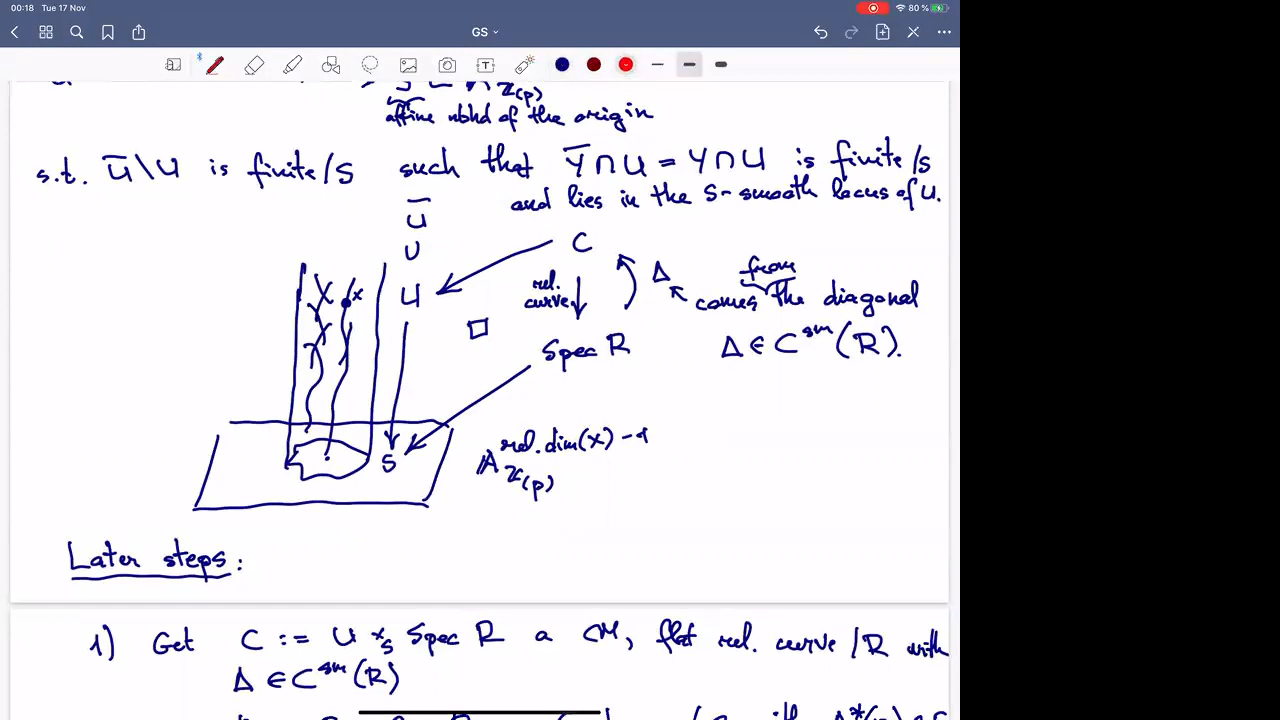 00:18 Tue 17 Nov
80 %
GS
Z(p)
affine nbhd of the origin
s.t. U̅ \ U is finite/S such that Y̅ ∩ U = Y ∩ U is finite/S
and lies in the S-smooth locus of U.
U̅
∪
U
C
rel. curve
Δ
comes from the diagonal
x
□
Spec R
Δ ∈ C^sm(R).
S
A^{rel.dim(X) -1}_{Z(p)}
Later steps:
1) Get C := U ×_S Spec R a CM, flat rel. curve /R with
Δ ∈ C^sm(R)